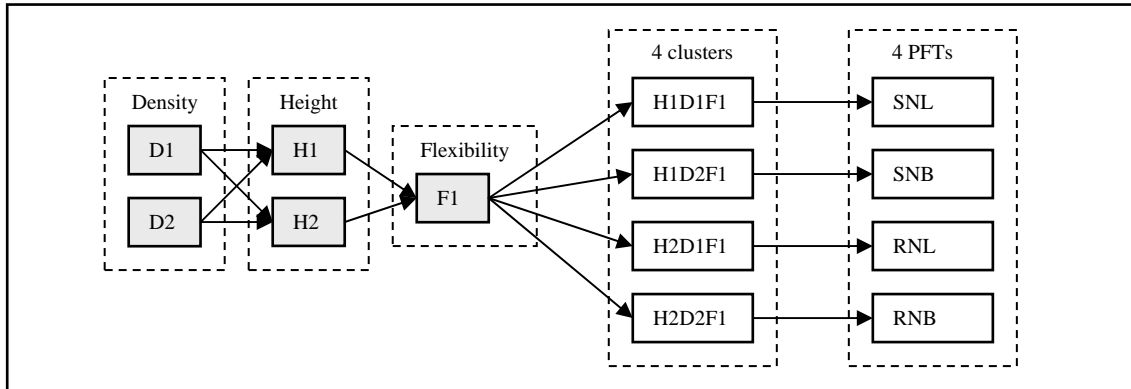 4 clusters
4 PFTs
Density
Height
Flexibility
D1
H1
F1
D2
H2
H1D1F1
SNL
H1D2F1
SNB
H2D1F1
RNL
H2D2F1
RNB